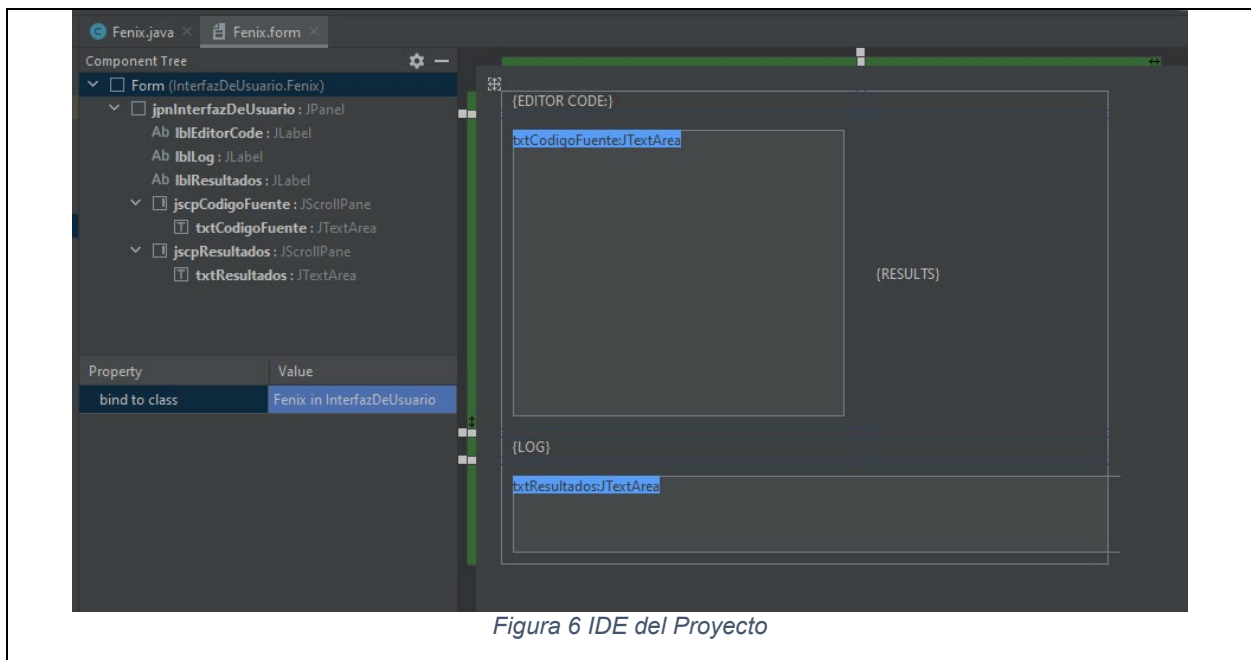 Fenix.java
Fenix.form
Component Tree
Form (InterfazDeUsuario.Fenix)
jpnInterfazDeUsuario : JPanel
Ab lblEditorCode : JLabel
Ab lblLog : JLabel
Ab lblResultados : JLabel
jscpCodigoFuente : JScrollPane
T txtCodigoFuente : JTextArea
jscpResultados : JScrollPane
T txtResultados : JTextArea
Property Value
bind to class Fenix in InterfazDeUsuario
{EDITOR CODE:}
txtCodigoFuente:JTextArea
{RESULTS}
{LOG}
txtResultados:JTextArea
Figura 6 IDE del Proyecto